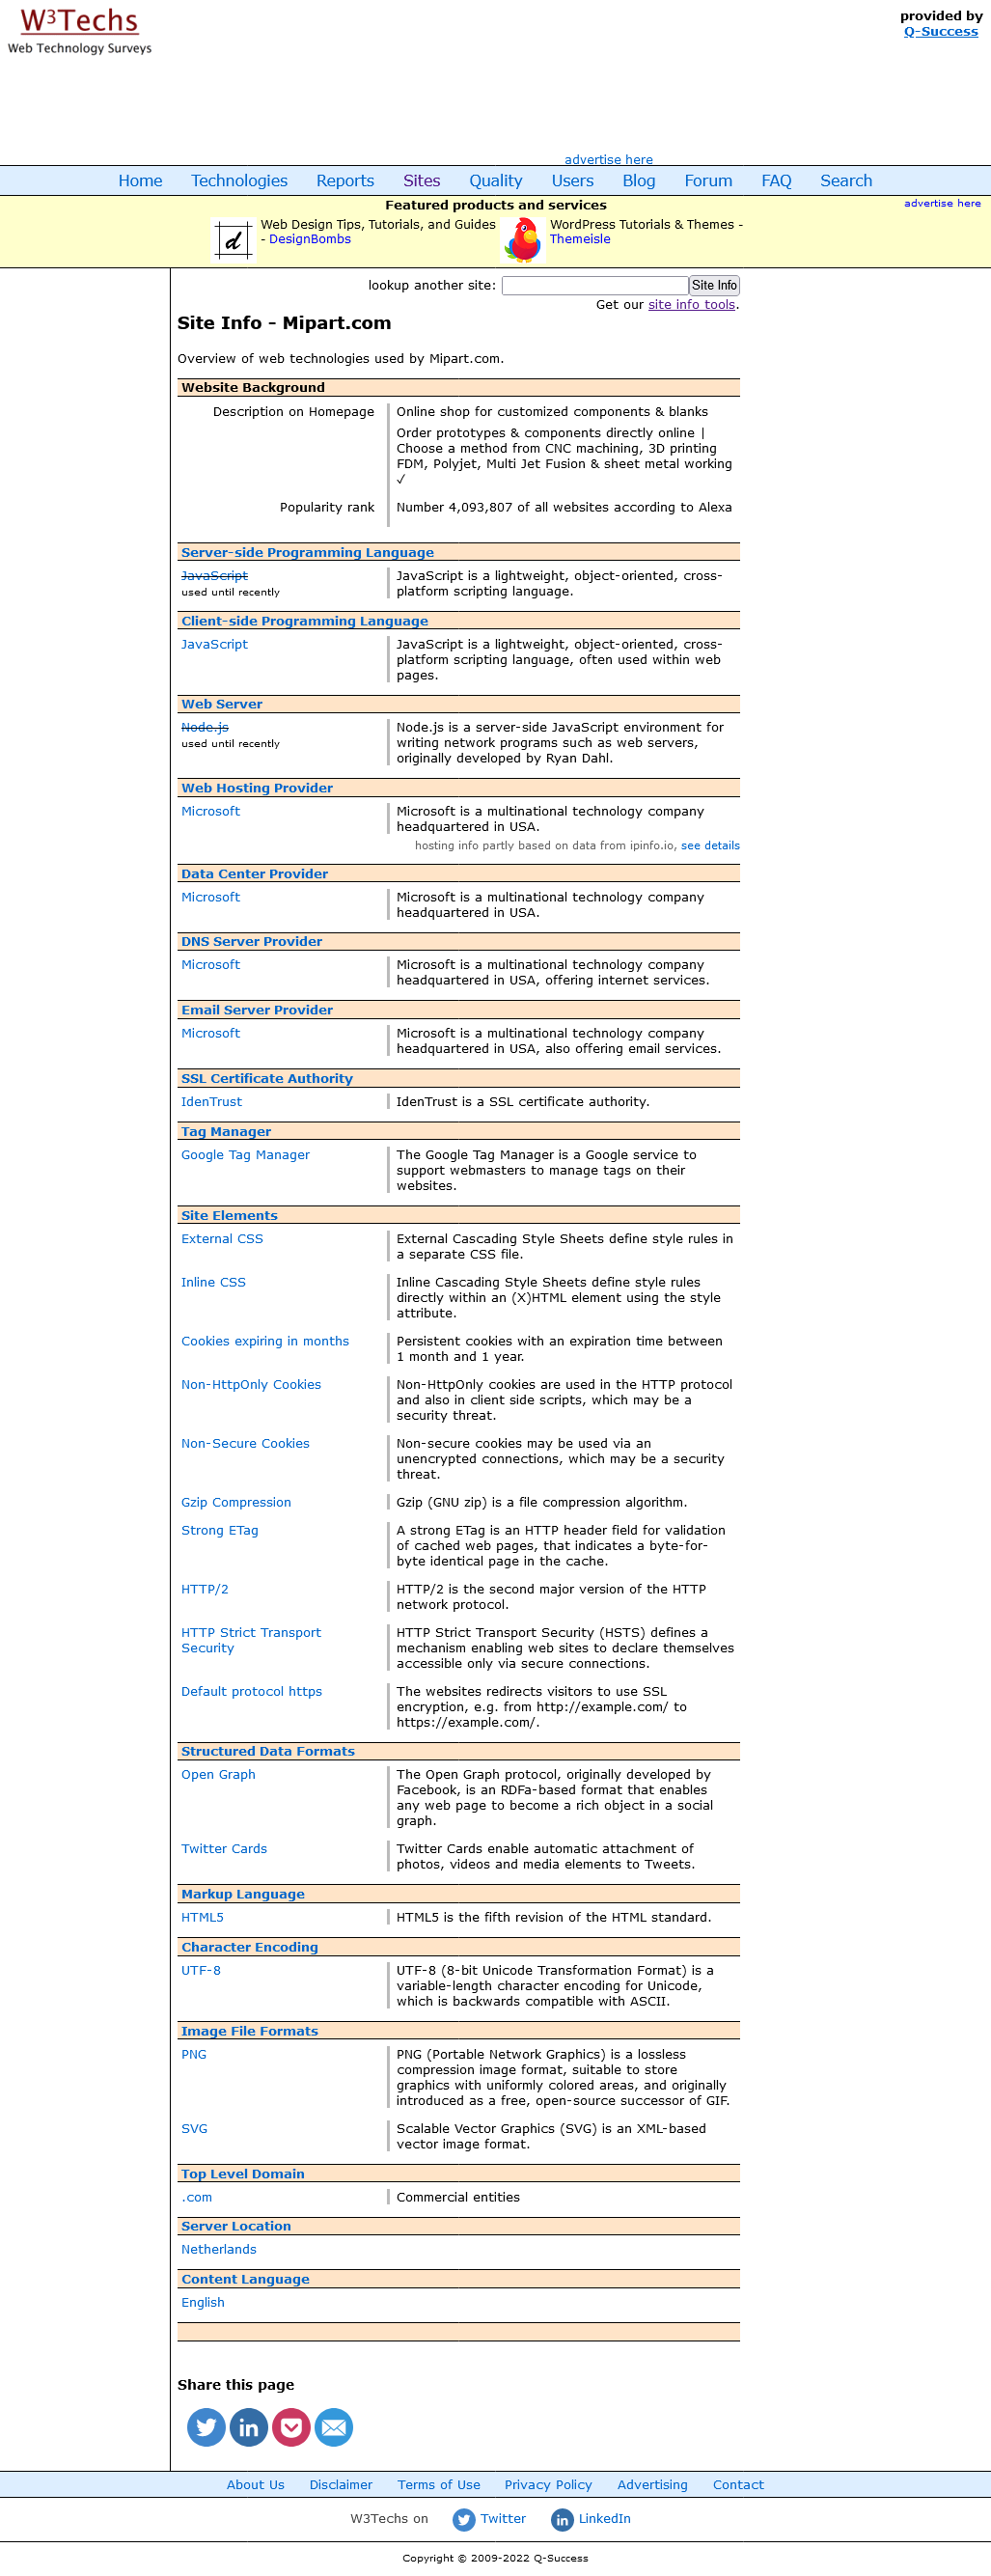 W3Techs
Web Technology Surveys
provided by
Q-Success
advertise here
Home Technologies Reports Sites Quality Users Blog Forum FAQ Search
Featured products and services
advertise here
Web Design Tips, Tutorials, and Guides
- DesignBombs
WordPress Tutorials & Themes -
Themeisle
lookup another site: Site Info
Get our site info tools.
Site Info - Mipart.com
Overview of web technologies used by Mipart.com.
Website Background
Description on Homepage
Online shop for customized components & blanks
Order prototypes & components directly online |
Choose a method from CNC machining, 3D printing
FDM, Polyjet, Multi Jet Fusion & sheet metal working
✓
Popularity rank
Number 4,093,807 of all websites according to Alexa
Server-side Programming Language
JavaScript
used until recently
JavaScript is a lightweight, object-oriented, cross-
platform scripting language.
Client-side Programming Language
JavaScript
JavaScript is a lightweight, object-oriented, cross-
platform scripting language, often used within web
pages.
Web Server
Node.js
used until recently
Node.js is a server-side JavaScript environment for
writing network programs such as web servers,
originally developed by Ryan Dahl.
Web Hosting Provider
Microsoft
Microsoft is a multinational technology company
headquartered in USA.
hosting info partly based on data from ipinfo.io, see details
Data Center Provider
Microsoft
Microsoft is a multinational technology company
headquartered in USA.
DNS Server Provider
Microsoft
Microsoft is a multinational technology company
headquartered in USA, offering internet services.
Email Server Provider
Microsoft
Microsoft is a multinational technology company
headquartered in USA, also offering email services.
SSL Certificate Authority
IdenTrust
IdenTrust is a SSL certificate authority.
Tag Manager
Google Tag Manager
The Google Tag Manager is a Google service to
support webmasters to manage tags on their
websites.
Site Elements
External CSS
External Cascading Style Sheets define style rules in
a separate CSS file.
Inline CSS
Inline Cascading Style Sheets define style rules
directly within an (X)HTML element using the style
attribute.
Cookies expiring in months
Persistent cookies with an expiration time between
1 month and 1 year.
Non-HttpOnly Cookies
Non-HttpOnly cookies are used in the HTTP protocol
and also in client side scripts, which may be a
security threat.
Non-Secure Cookies
Non-secure cookies may be used via an
unencrypted connections, which may be a security
threat.
Gzip Compression
Gzip (GNU zip) is a file compression algorithm.
Strong ETag
A strong ETag is an HTTP header field for validation
of cached web pages, that indicates a byte-for-
byte identical page in the cache.
HTTP/2
HTTP/2 is the second major version of the HTTP
network protocol.
HTTP Strict Transport
Security
HTTP Strict Transport Security (HSTS) defines a
mechanism enabling web sites to declare themselves
accessible only via secure connections.
Default protocol https
The websites redirects visitors to use SSL
encryption, e.g. from http://example.com/ to
https://example.com/.
Structured Data Formats
Open Graph
The Open Graph protocol, originally developed by
Facebook, is an RDFa-based format that enables
any web page to become a rich object in a social
graph.
Twitter Cards
Twitter Cards enable automatic attachment of
photos, videos and media elements to Tweets.
Markup Language
HTML5
HTML5 is the fifth revision of the HTML standard.
Character Encoding
UTF-8
UTF-8 (8-bit Unicode Transformation Format) is a
variable-length character encoding for Unicode,
which is backwards compatible with ASCII.
Image File Formats
PNG
PNG (Portable Network Graphics) is a lossless
compression image format, suitable to store
graphics with uniformly colored areas, and originally
introduced as a free, open-source successor of GIF.
SVG
Scalable Vector Graphics (SVG) is an XML-based
vector image format.
Top Level Domain
.com
Commercial entities
Server Location
Netherlands
Content Language
English
Share this page
About Us Disclaimer Terms of Use Privacy Policy Advertising Contact
W3Techs on Twitter LinkedIn
Copyright © 2009-2022 Q-Success